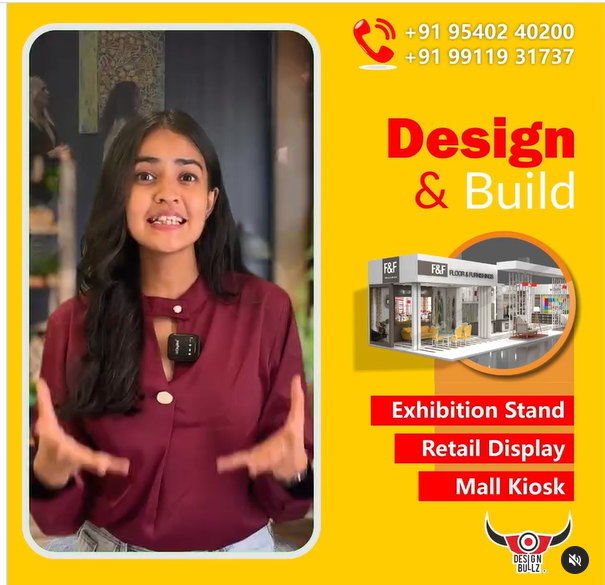 +91 95402 40200
+91 99119 31737
Design
& Build
F&F
F&F FLOOR & FURNISHINGS
Exhibition Stand
Retail Display
Mall Kiosk
DESIGN
BULLZ